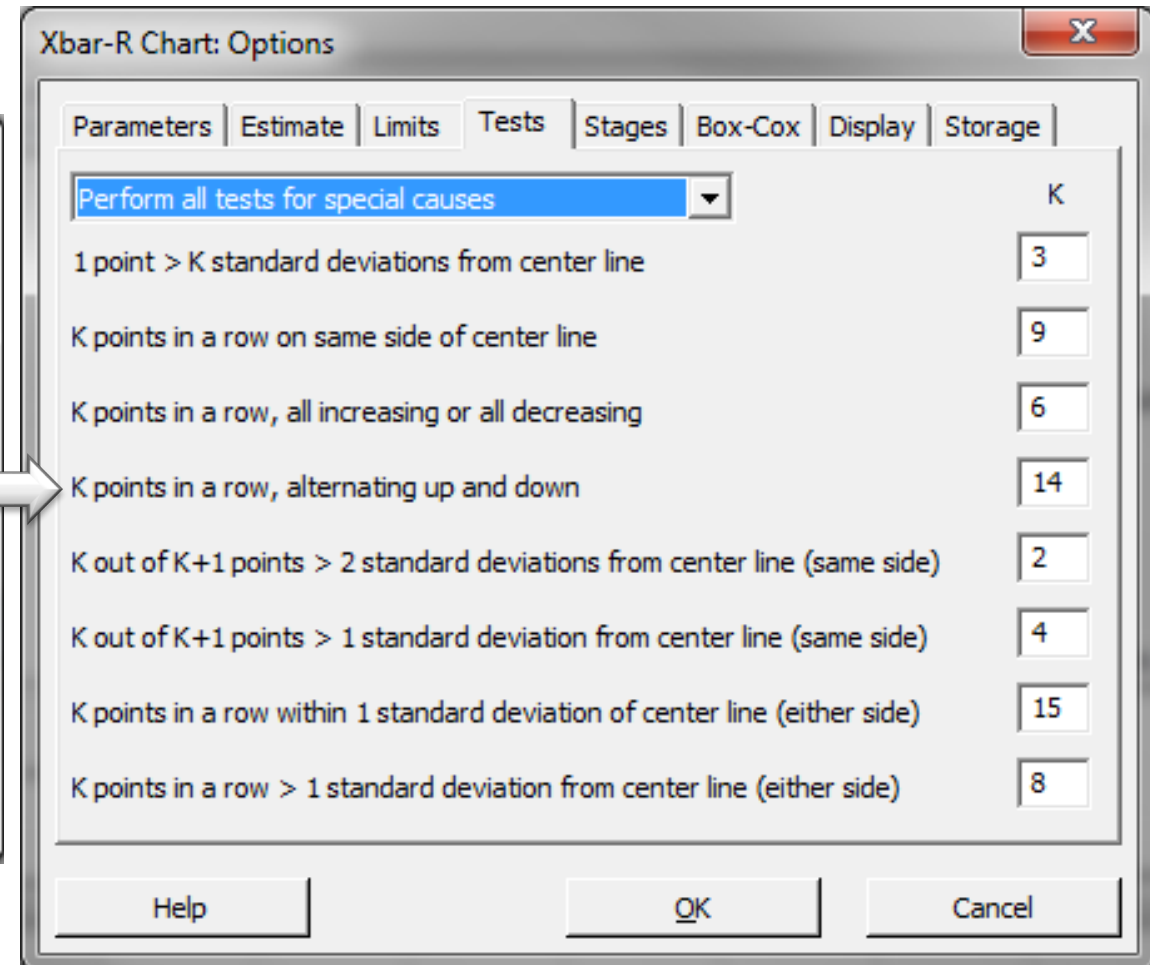 Xbar-R Chart: Options
Parameters Estimate Limits Tests Stages Box-Cox Display Storage
Perform all tests for special causes K
1 point > K standard deviations from center line 3
K points in a row on same side of center line 9
K points in a row, all increasing or all decreasing 6
K points in a row, alternating up and down 14
K out of K+1 points > 2 standard deviations from center line (same side) 2
K out of K+1 points > 1 standard deviation from center line (same side) 4
K points in a row within 1 standard deviation of center line (either side) 15
K points in a row > 1 standard deviation from center line (either side) 8
Help OK Cancel